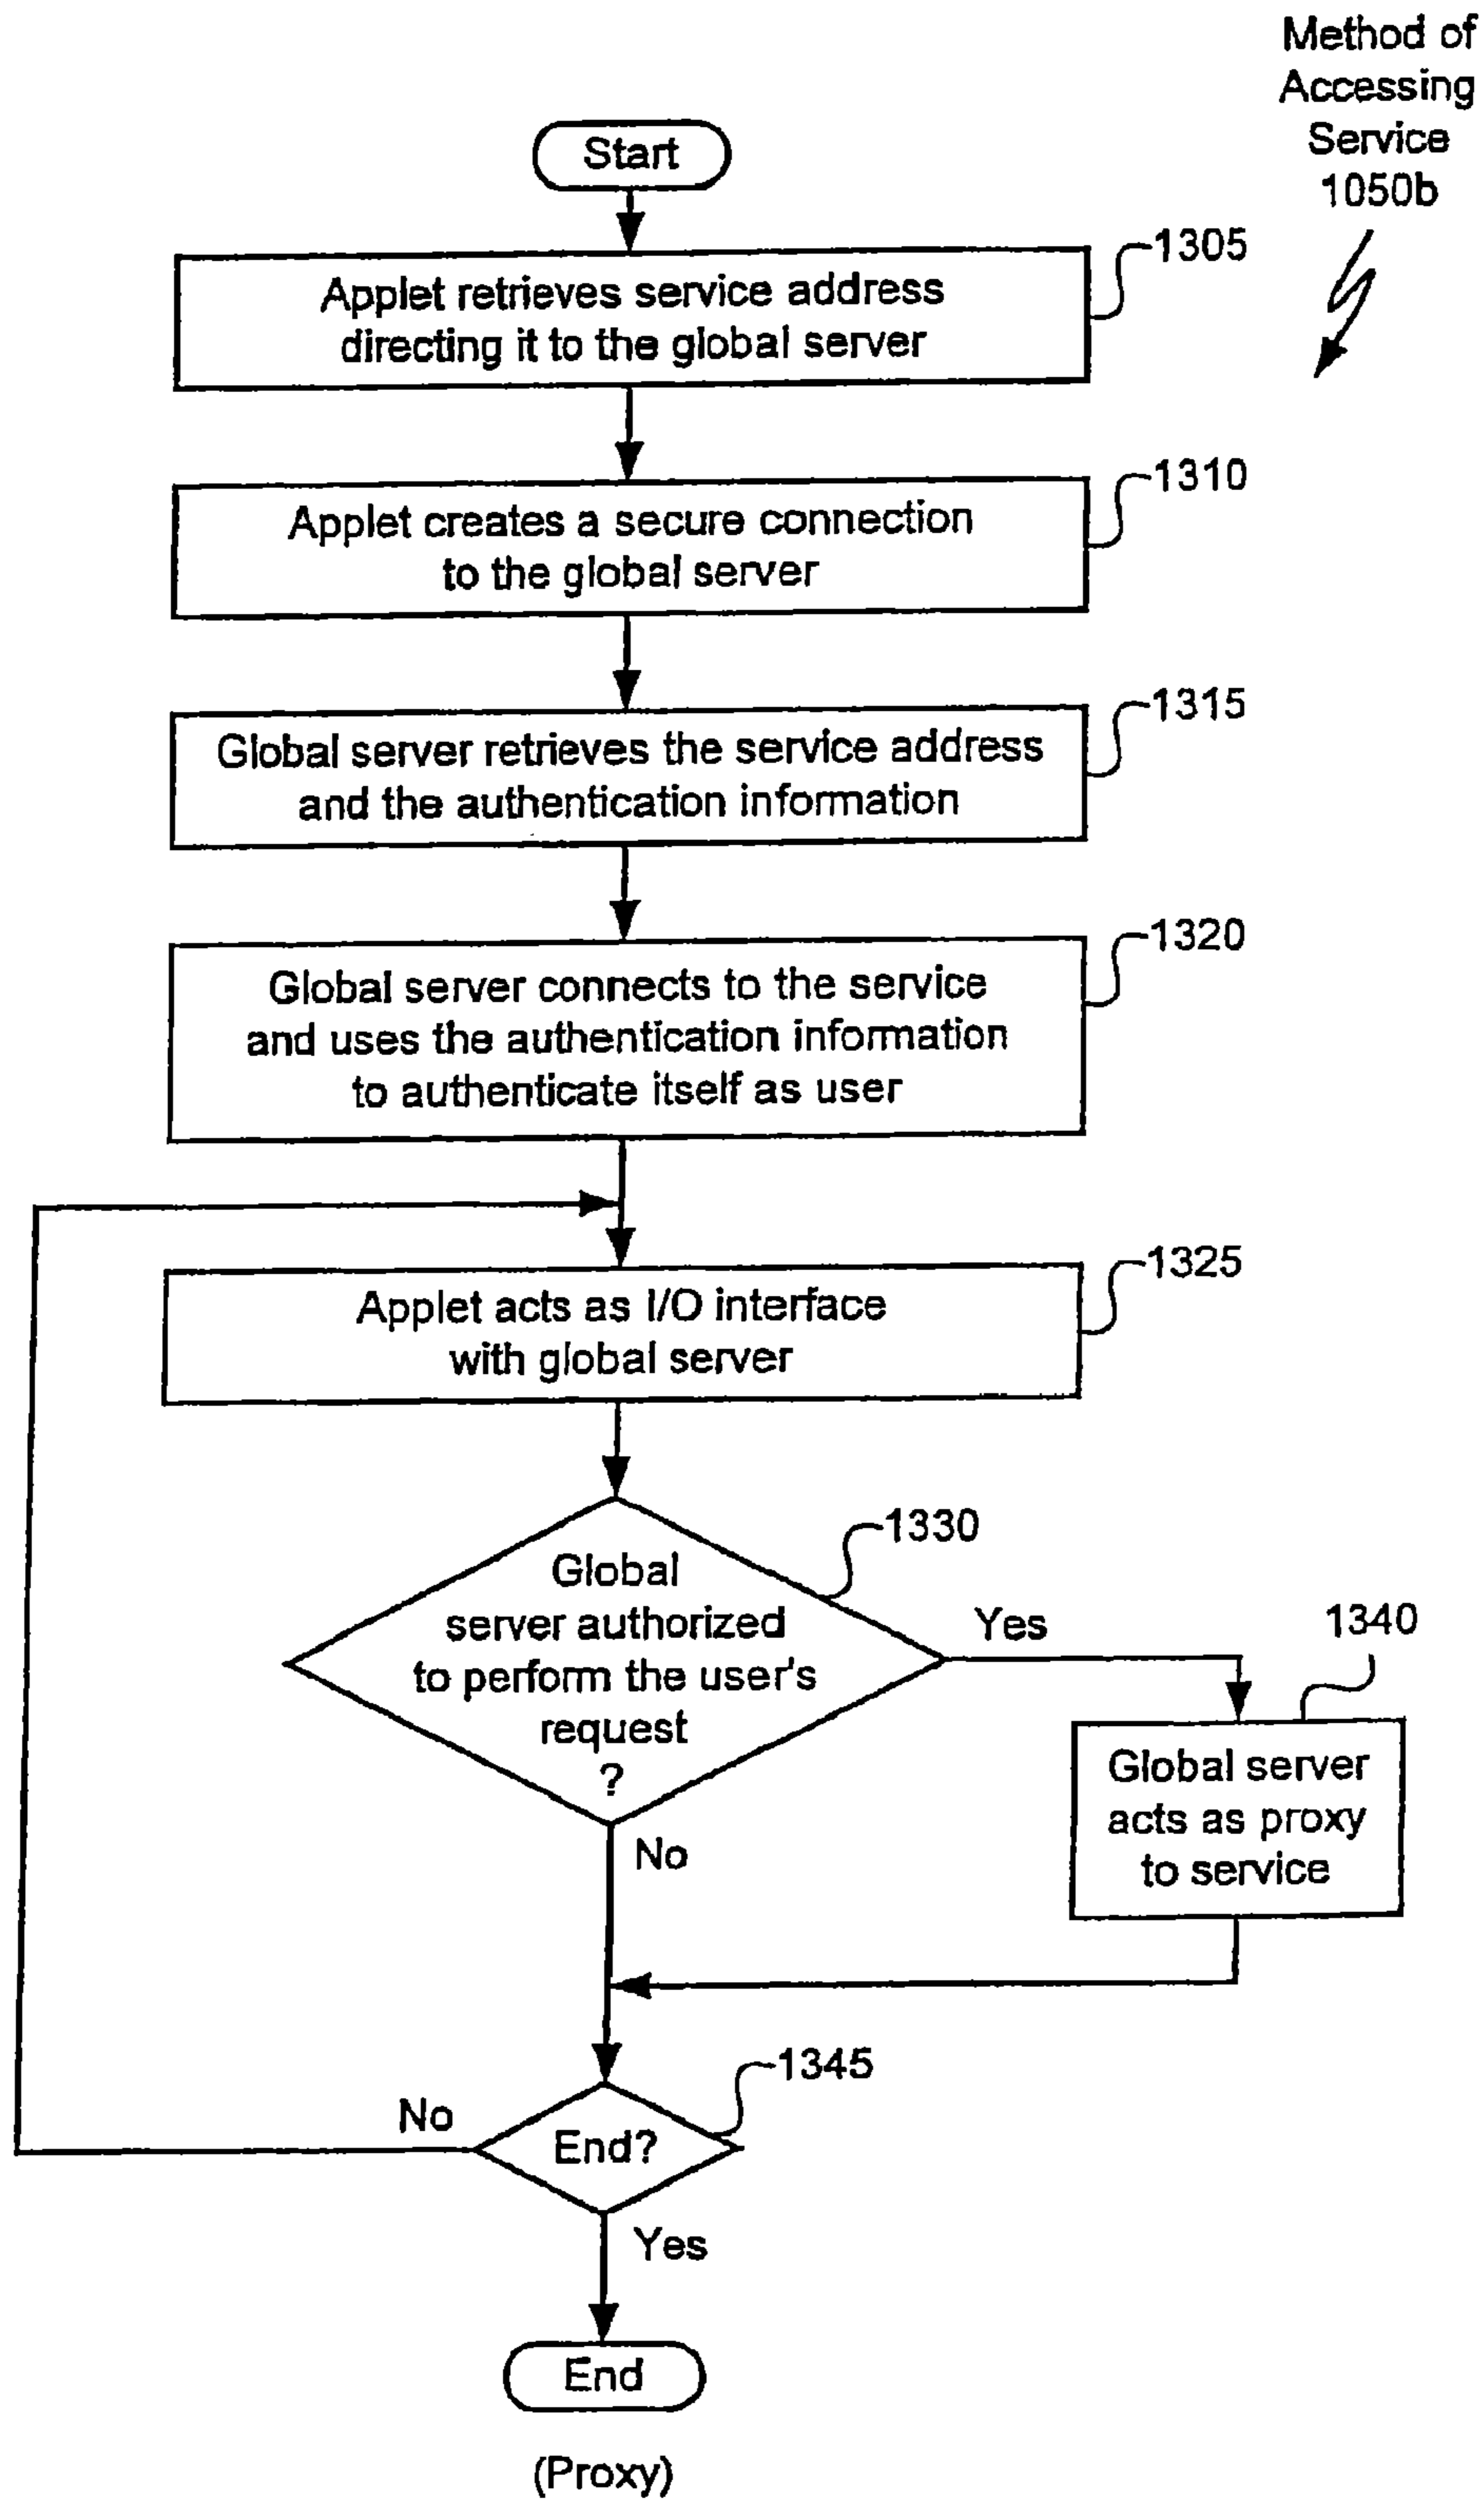 Method of
Accessing
Service
1050b
Start
1305
Applet retrieves service address
directing it to the global server
1310
Applet creates a secure connection
to the global server
1315
Global server retrieves the service address
and the authentication information
1320
Global server connects to the service
and uses the authentication information
to authenticate itself as user
1325
Applet acts as I/O interface
with global server
1330
Global
server authorized
to perform the user's
request
?
Yes
1340
Global server
acts as proxy
to service
No
1345
No
End?
Yes
End
(Proxy)